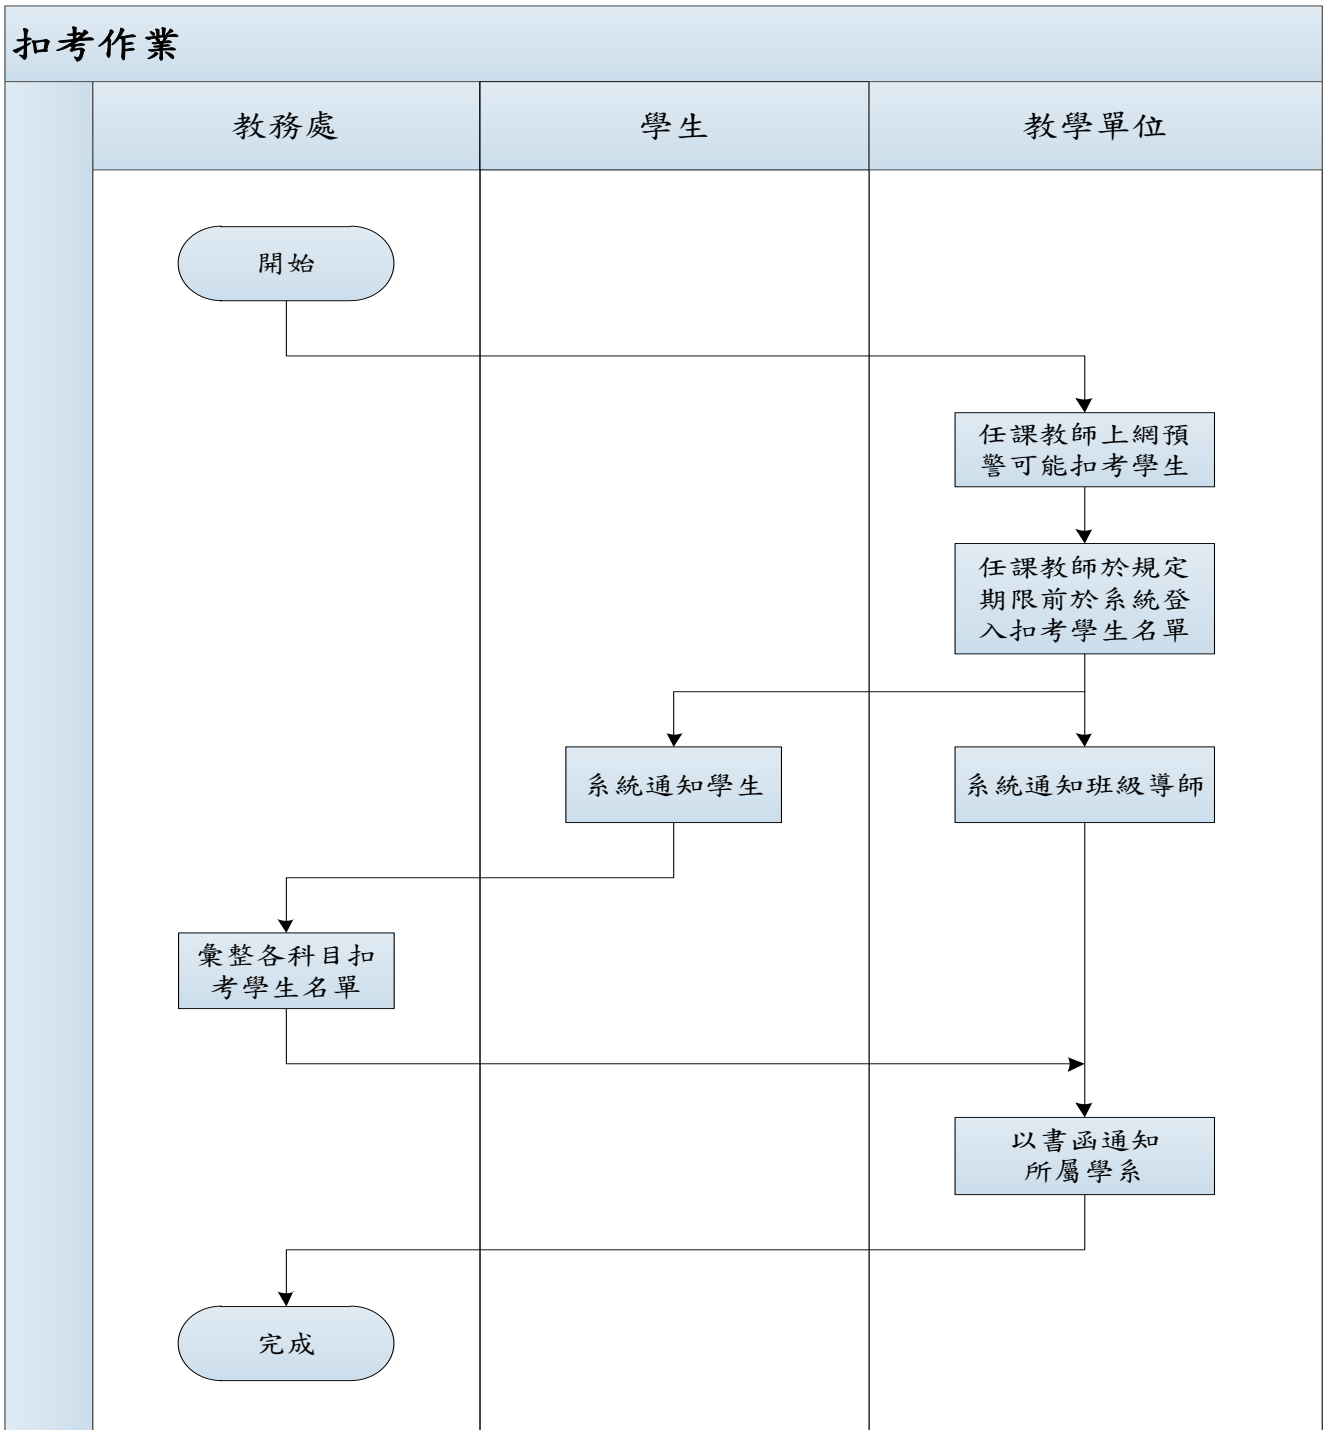 扣考作業
教務處
學生
教學單位
開始
任課教師上網預
警可能扣考學生
任課教師於規定
期限前於系統登
入扣考學生名單
系統通知學生
系統通知班級導師
彙整各科目扣
考學生名單
以書函通知
所屬學系
完成